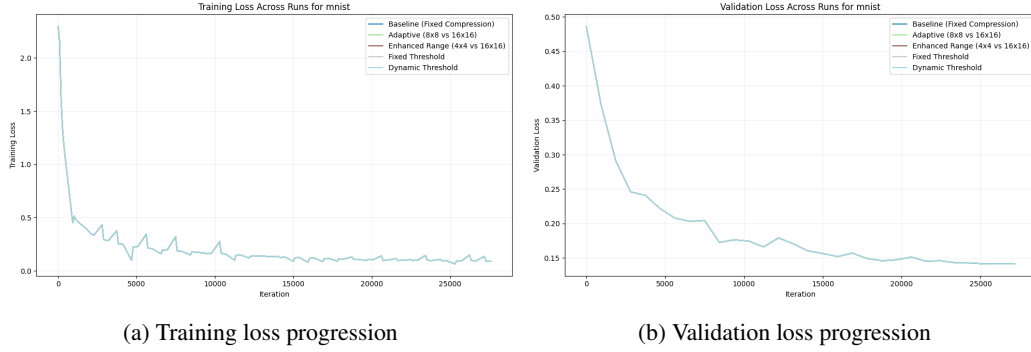 Training Loss Across Runs for mnist
Baseline (Fixed Compression)
Adaptive (8x8 vs 16x16)
Enhanced Range (4x4 vs 16x16)
Fixed Threshold
Dynamic Threshold
Training Loss
2.0
1.5
1.0
0.5
0.0
0 5000 10000 15000 20000 25000
Iteration
(a) Training loss progression
Validation Loss Across Runs for mnist
Baseline (Fixed Compression)
Adaptive (8x8 vs 16x16)
Enhanced Range (4x4 vs 16x16)
Fixed Threshold
Dynamic Threshold
Validation Loss
0.50
0.45
0.40
0.35
0.30
0.25
0.20
0.15
0 5000 10000 15000 20000 25000
Iteration
(b) Validation loss progression